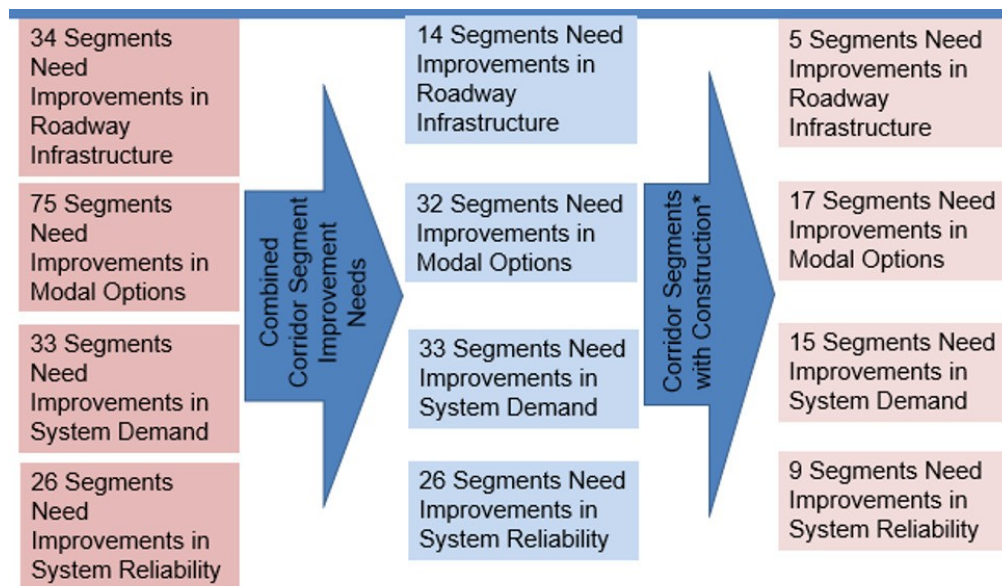 34 Segments
Need
Improvements in
Roadway
Infrastructure
75 Segments
Need
Improvements in
Modal Options
33 Segments
Need
Improvements in
System Demand
26 Segments
Need
Improvements in
System Reliability
Combined
Corridor Segment
Improvement
Needs
14 Segments Need
Improvements in
Roadway
Infrastructure
32 Segments Need
Improvements in
Modal Options
33 Segments Need
Improvements in
System Demand
26 Segments Need
Improvements in
System Reliability
Corridor Segments
with Construction*
5 Segments Need
Improvements in
Roadway
Infrastructure
17 Segments Need
Improvements in
Modal Options
15 Segments Need
Improvements in
System Demand
9 Segments Need
Improvements in
System Reliability